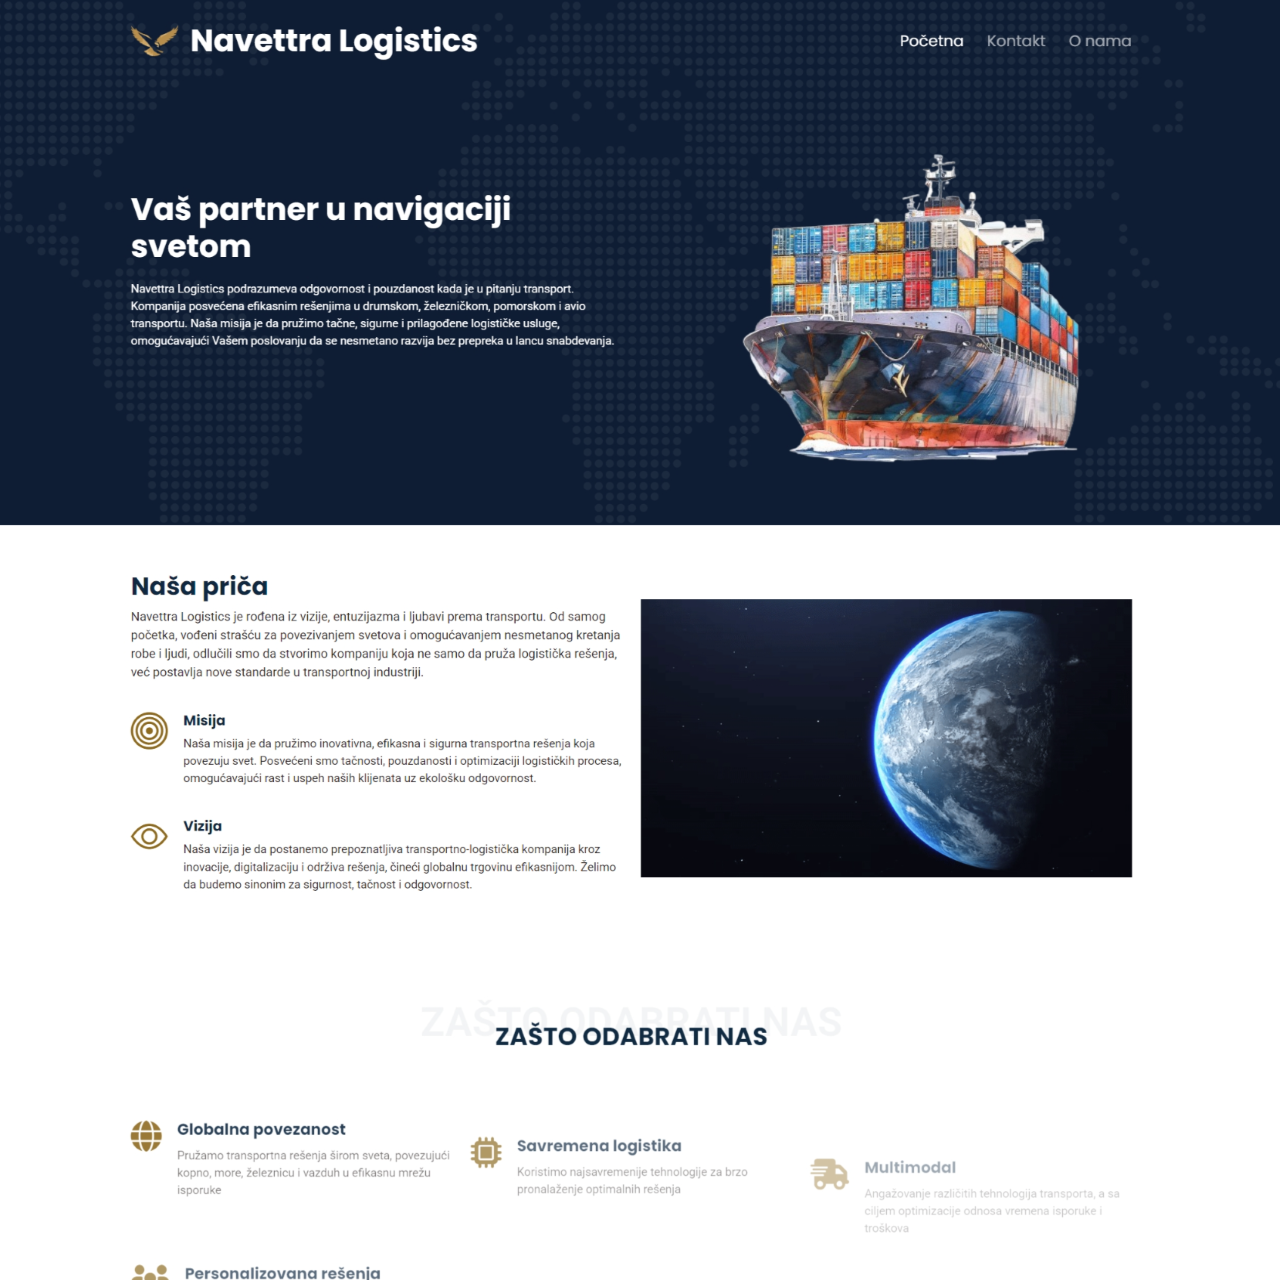 Navettra Logistics
Početna Kontakt O nama
Vaš partner u navigaciji
svetom
Navettra Logistics podrazumeva odgovornost i pouzdanost kada je u pitanju transport.
Kompanija posvećena efikasnim rešenjima u drumskom, železničkom, pomorskom i avio
transportu. Naša misija je da pružimo tačne, sigurne i prilagođene logističke usluge,
omogućavajući Vašem poslovanju da se nesmetano razvija bez prepreka u lancu snabdevanja.
Naša priča
Navettra Logistics je rođena iz vizije, entuzijazma i ljubavi prema transportu. Od samog
početka, vođeni strašću za povezivanjem svetova i omogućavanjem nesmetanog kretanja
robe i ljudi, odlučili smo da stvorimo kompaniju koja ne samo da pruža logistička rešenja,
već postavlja nove standarde u transportnoj industriji.
Misija
Naša misija je da pružimo inovativna, efikasna i sigurna transportna rešenja koja
povezuju svet. Posvećeni smo tačnosti, pouzdanosti i optimizaciji logističkih procesa,
omogućavajući rast i uspeh naših klijenata uz ekološku odgovornost.
Vizija
Naša vizija je da postanemo prepoznatljiva transportno-logistička kompanija kroz
inovacije, digitalizaciju i održiva rešenja, čineći globalnu trgovinu efikasnijom. Želimo
da budemo sinonim za sigurnost, tačnost i odgovornost.
ZAŠTO ODABRATI NAS
ZAŠTO ODABRATI NAS
Globalna povezanost
Pružamo transportna rešenja širom sveta, povezujući
kopno, more, železnicu i vazduh u efikasnu mrežu
isporuke
Savremena logistika
Koristimo najsavremenije tehnologije za brzo
pronalaženje optimalnih rešenja
Multimodal
Angažovanje različitih tehnologija transporta, a sa
ciljem optimizacije odnosa vremena isporuke i
troškova
Personalizovana rešenja